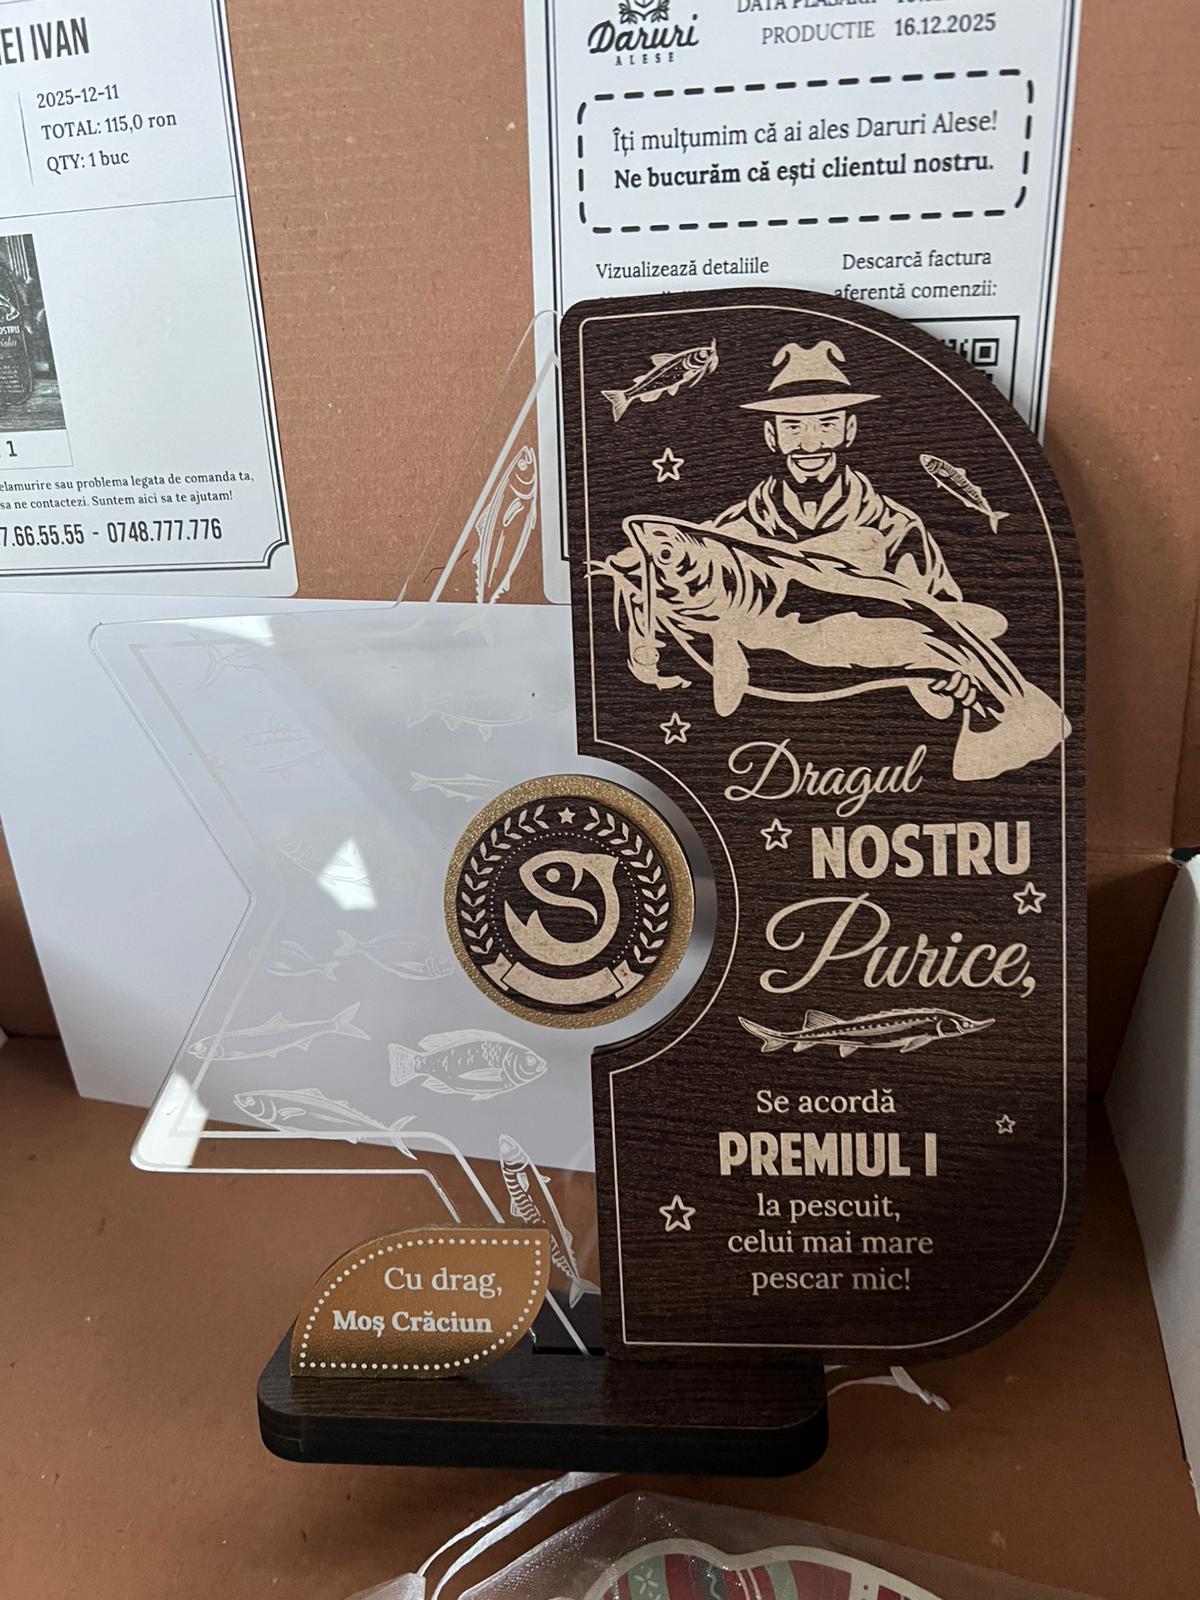 EI IVAN
2025-12-11
TOTAL: 115,0 ron
QTY: 1 buc
1
elamurire sau problema legata de comanda ta,
sa ne contactezi. Suntem aici sa te ajutam!
7.66.55.55 - 0748.777.776
Daruri
ALESE
DATA PLASARII
PRODUCTIE 16.12.2025
Îți mulțumim că ai ales Daruri Alese!
Ne bucurăm că ești clientul nostru.
Vizualizează detaliile
Descarcă factura
aferentă comenzii:
Dragul
NOSTRU
Purice,
Se acordă
PREMIUL I
la pescuit,
celui mai mare
pescar mic!
Cu drag,
Moș Crăciun